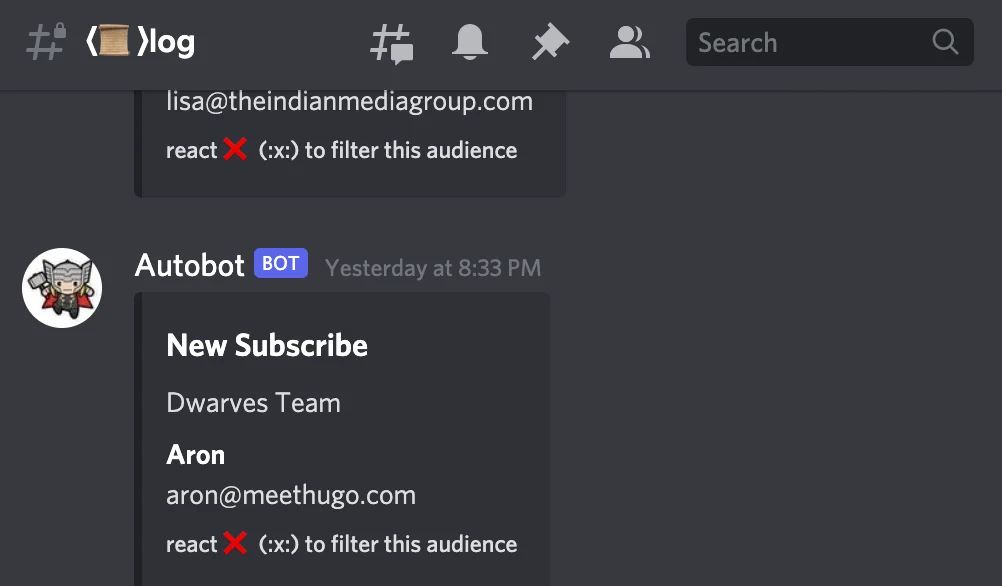 ⟨📜⟩log
Search
lisa@theindianmediagroup.com
react ❌ (:x:) to filter this audience
Autobot BOT Yesterday at 8:33 PM
New Subscribe
Dwarves Team
Aron
aron@meethugo.com
react ❌ (:x:) to filter this audience